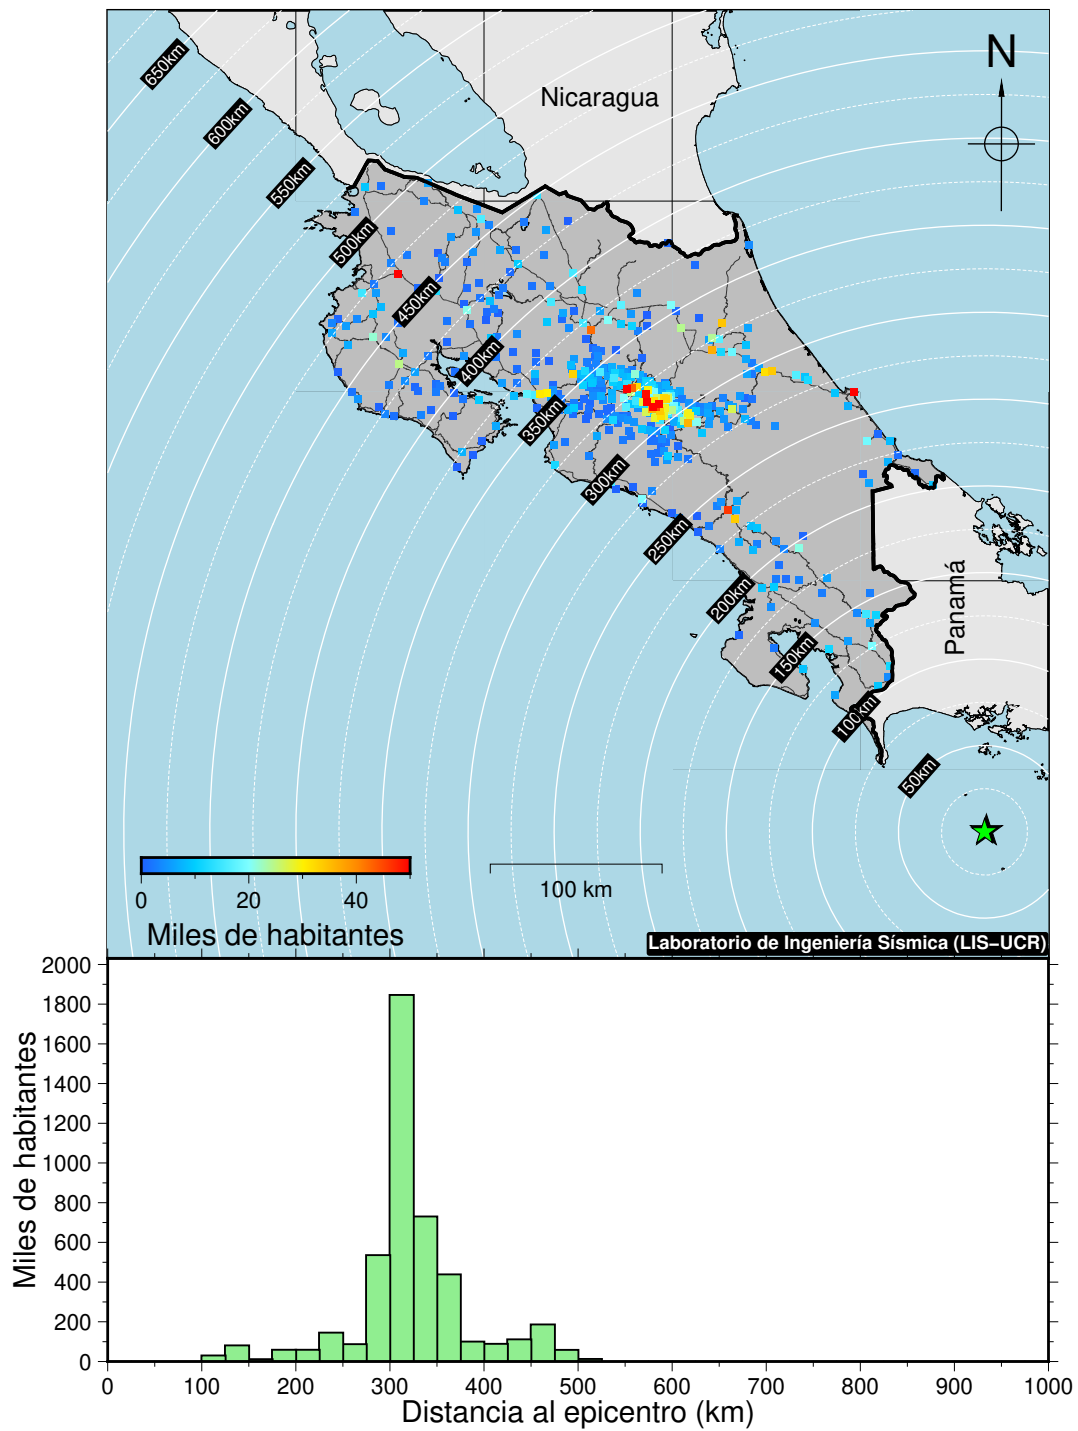 650km
600km
550km
500km
450km
400km
350km
300km
250km
200km
150km
100km
50km
Nicaragua
N
Panamá
0 20 40
Miles de habitantes
100 km
Laboratorio de Ingeniería Sísmica (LIS–UCR)
2000
1800
1600
1400
1200
1000
800
600
400
200
0
Miles de habitantes
0 100 200 300 400 500 600 700 800 900 1000
Distancia al epicentro (km)